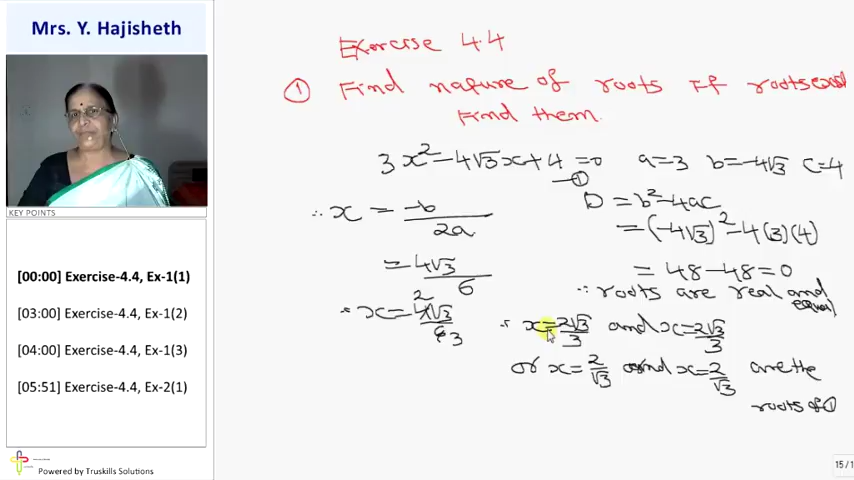 Mrs. Y. Hajisheth
KEY POINTS
[00:00] Exercise-4.4, Ex-1(1)
[03:00] Exercise-4.4, Ex-1(2)
[04:00] Exercise-4.4, Ex-1(3)
[05:51] Exercise-4.4, Ex-2(1)
Powered by Truskills Solutions
Exercise 4.4
① Find nature of roots If roots exist
Find them.
3x² - 4√3x + 4 = 0 a = 3 b = -4√3 c = 4
— ①
D = b² - 4ac
= (-4√3)² - 4(3)(4)
= 48 - 48 = 0
∴ roots are real and equal
∴ x = -b/2a
= 4√3/6
∴ x = 4√3/6 2 3
∴ x = 2√3/3 and x = 2√3/3
or x = 2/√3 and x = 2/√3 are the
roots of ①
15/1